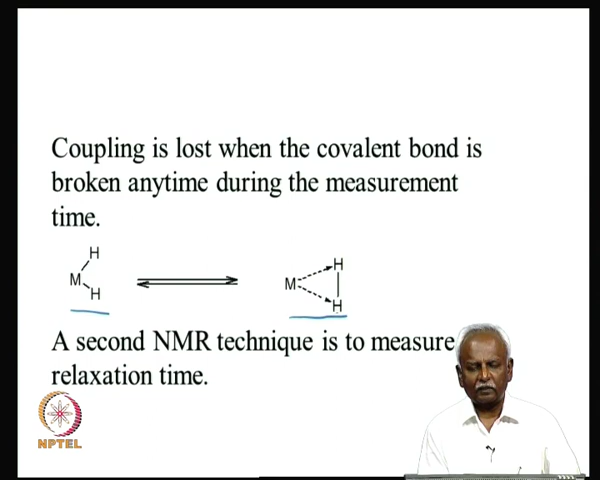 Coupling is lost when the covalent bond is
broken anytime during the measurement
time.
H
M
H
H
M
H
A second NMR technique is to measure
relaxation time.
NPTEL